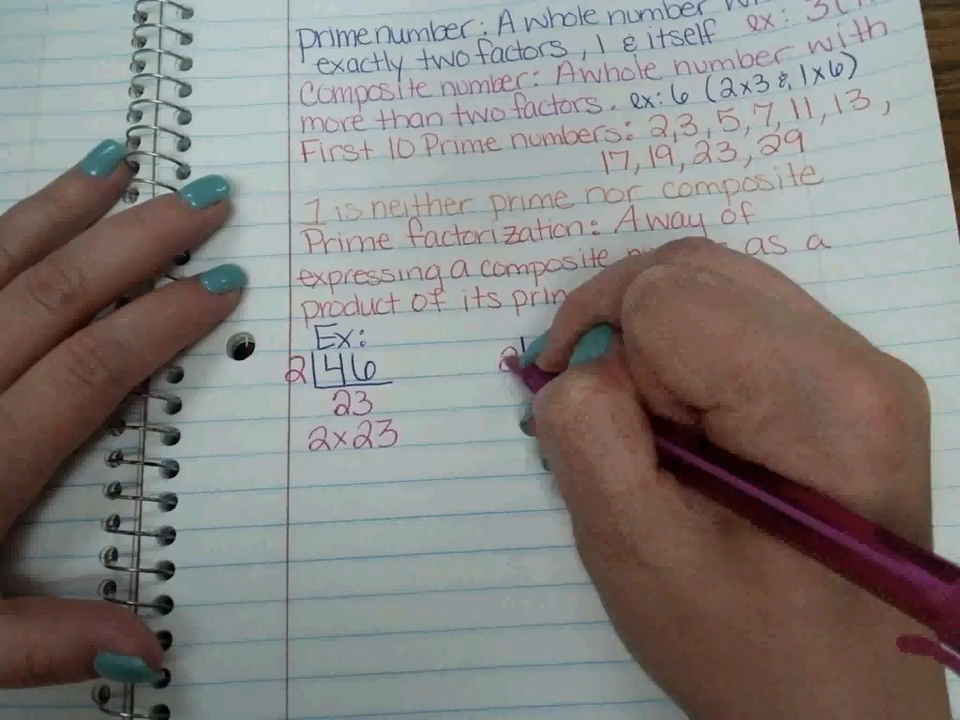 prime number: A whole number
exactly two factors, 1 & itself ex: 3
Composite number: A whole number with
more than two factors. ex: 6 (2x3 & 1x6)
First 10 Prime numbers: 2,3,5,7,11,13,
17,19,23,29
1 is neither prime nor composite
Prime factorization: A way of
expressing a composite as a
product of its
Ex:
2 46 2
23
2x23